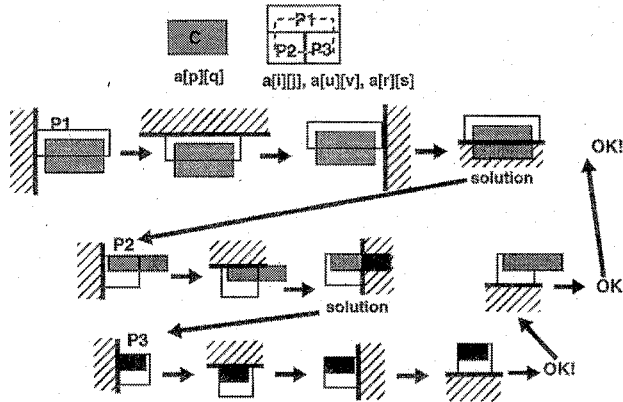 C
P1
P2 P3
a[p][q]
a[i][j], a[u][v], a[r][s]
P1
OK!
solution
P2
OK
solution
P3
OK!